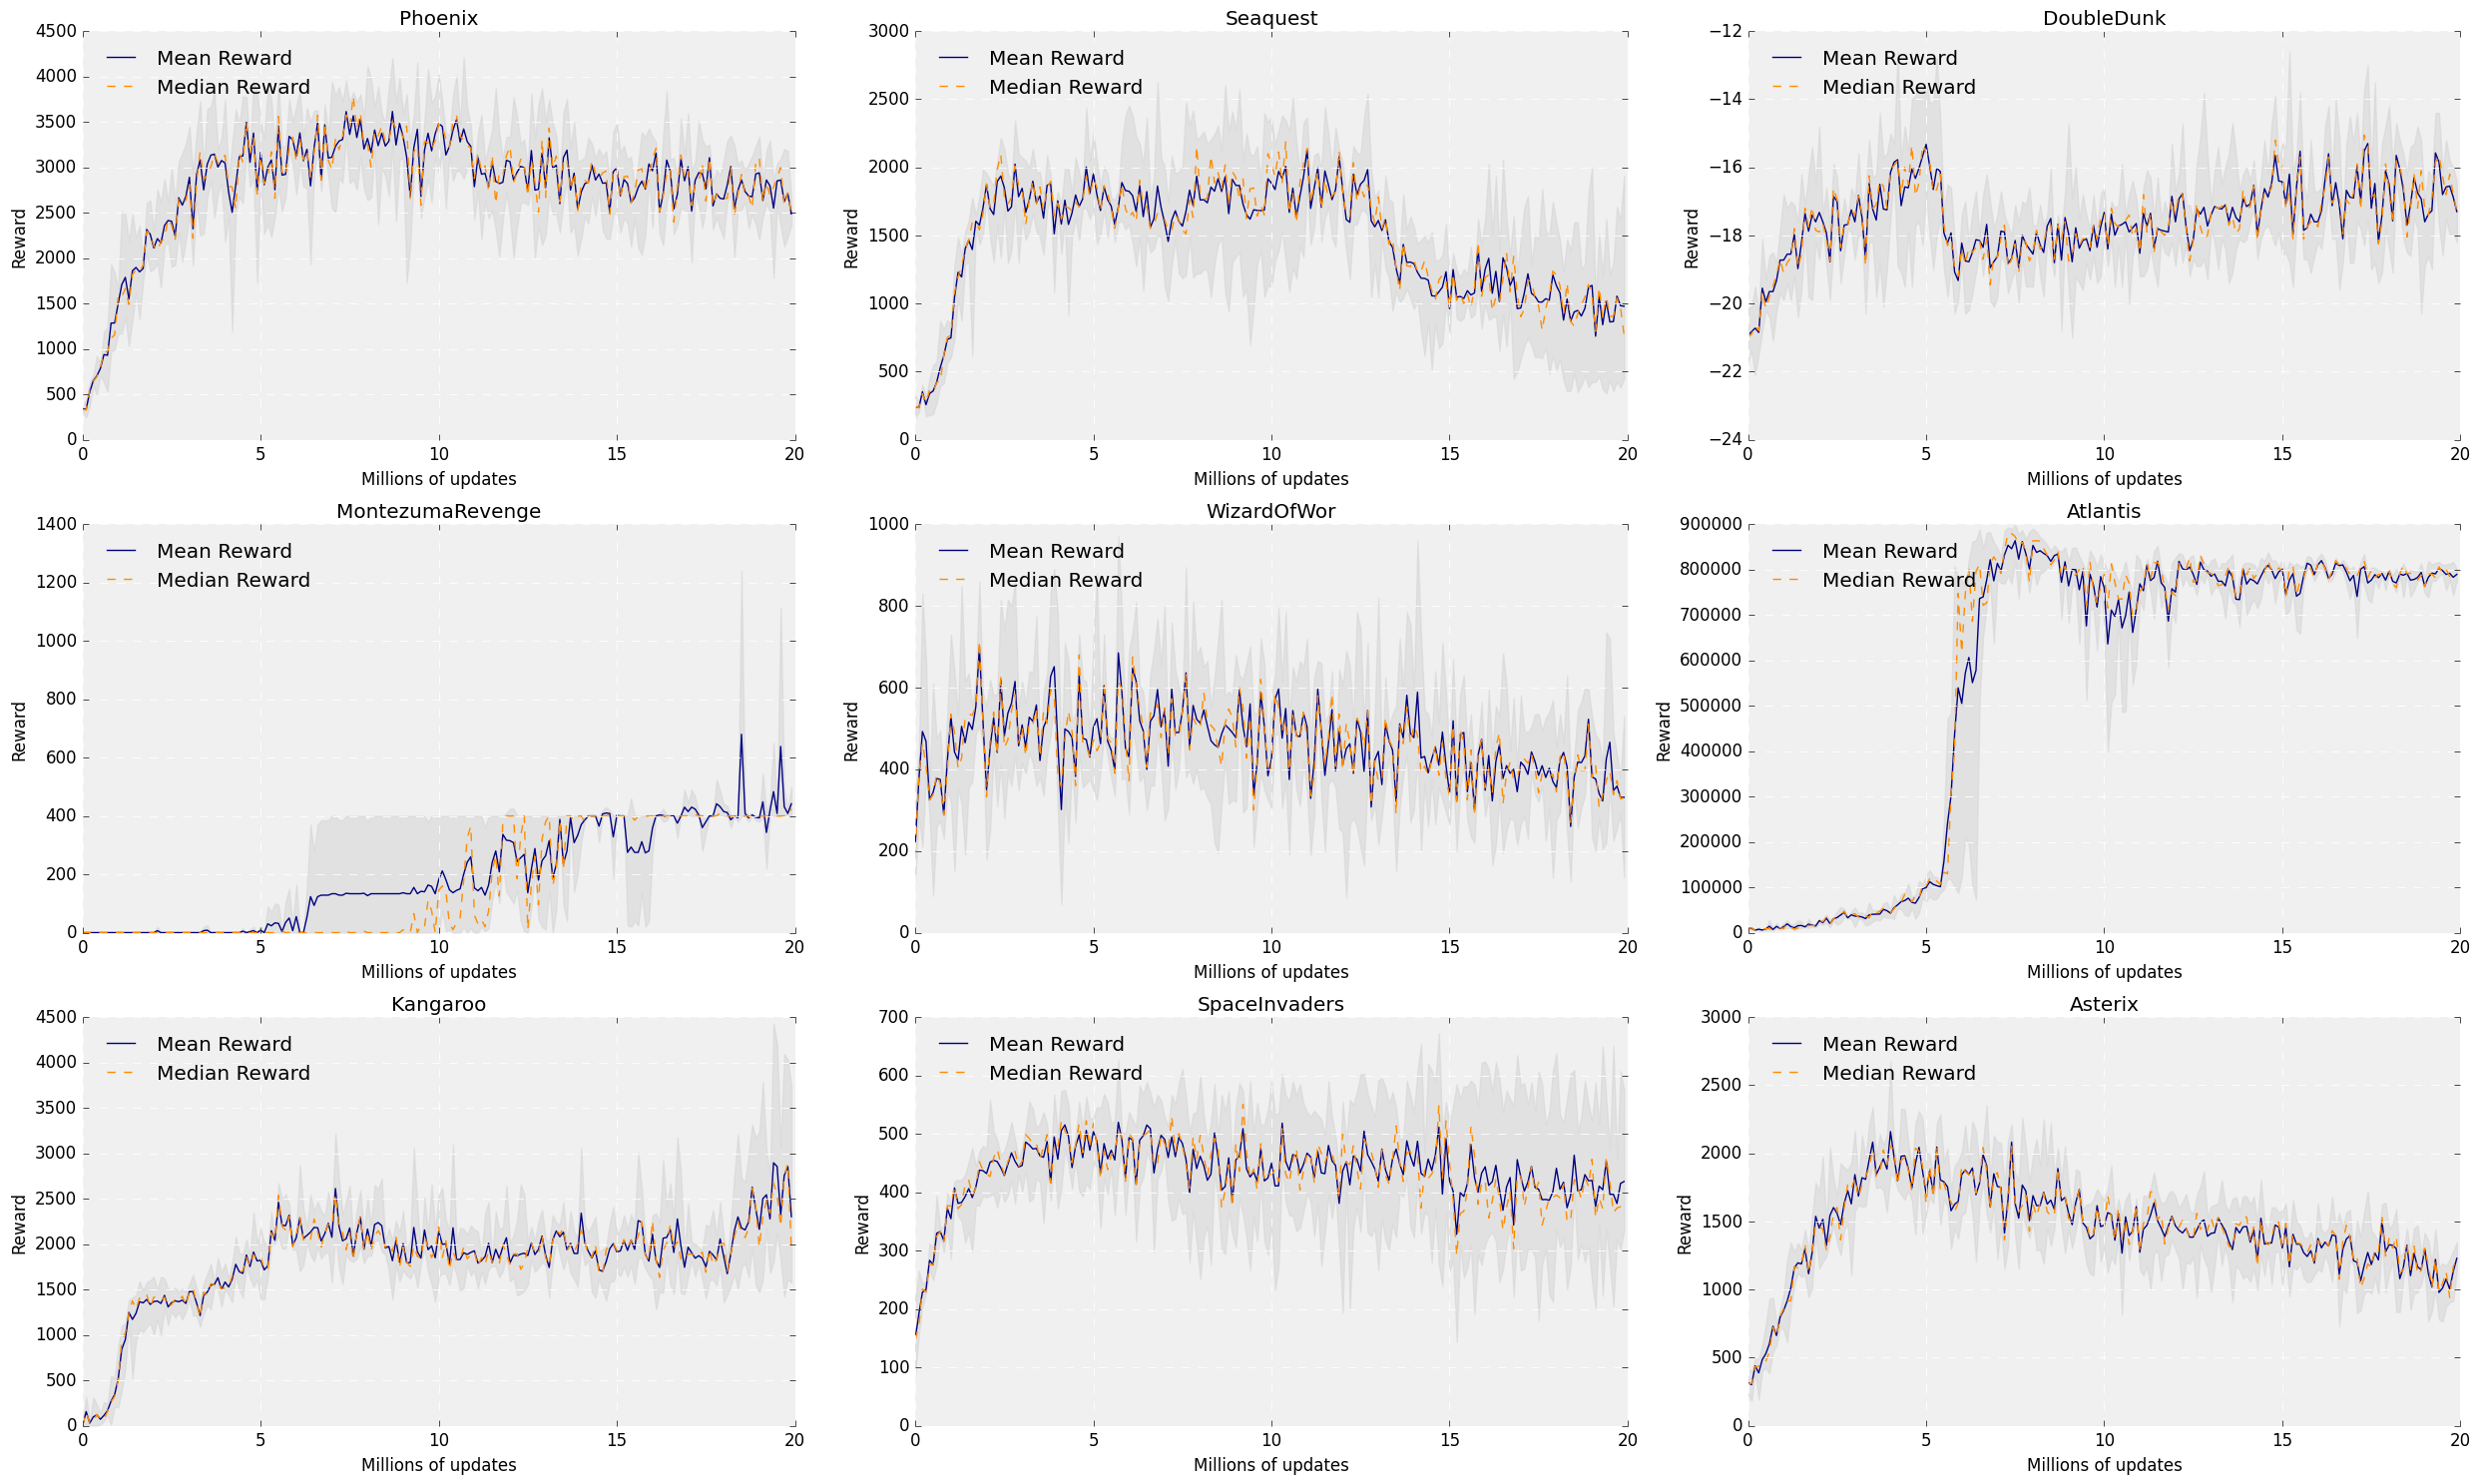 Phoenix
4500
4000
3500
3000
2500
2000
1500
1000
500
0
Reward
Mean Reward
Median Reward
0 5 10 15 20
Millions of updates
Seaquest
3000
2500
2000
1500
1000
500
0
Reward
Mean Reward
Median Reward
0 5 10 15 20
Millions of updates
DoubleDunk
−12
−14
−16
−18
−20
−22
−24
Reward
Mean Reward
Median Reward
0 5 10 15 20
Millions of updates
MontezumaRevenge
1400
1200
1000
800
600
400
200
0
Reward
Mean Reward
Median Reward
0 5 10 15 20
Millions of updates
WizardOfWor
1000
800
600
400
200
0
Reward
Mean Reward
Median Reward
0 5 10 15 20
Millions of updates
Atlantis
900000
800000
700000
600000
500000
400000
300000
200000
100000
0
Reward
Mean Reward
Median Reward
0 5 10 15 20
Millions of updates
Kangaroo
4500
4000
3500
3000
2500
2000
1500
1000
500
0
Reward
Mean Reward
Median Reward
0 5 10 15 20
Millions of updates
SpaceInvaders
700
600
500
400
300
200
100
0
Reward
Mean Reward
Median Reward
0 5 10 15 20
Millions of updates
Asterix
3000
2500
2000
1500
1000
500
0
Reward
Mean Reward
Median Reward
0 5 10 15 20
Millions of updates